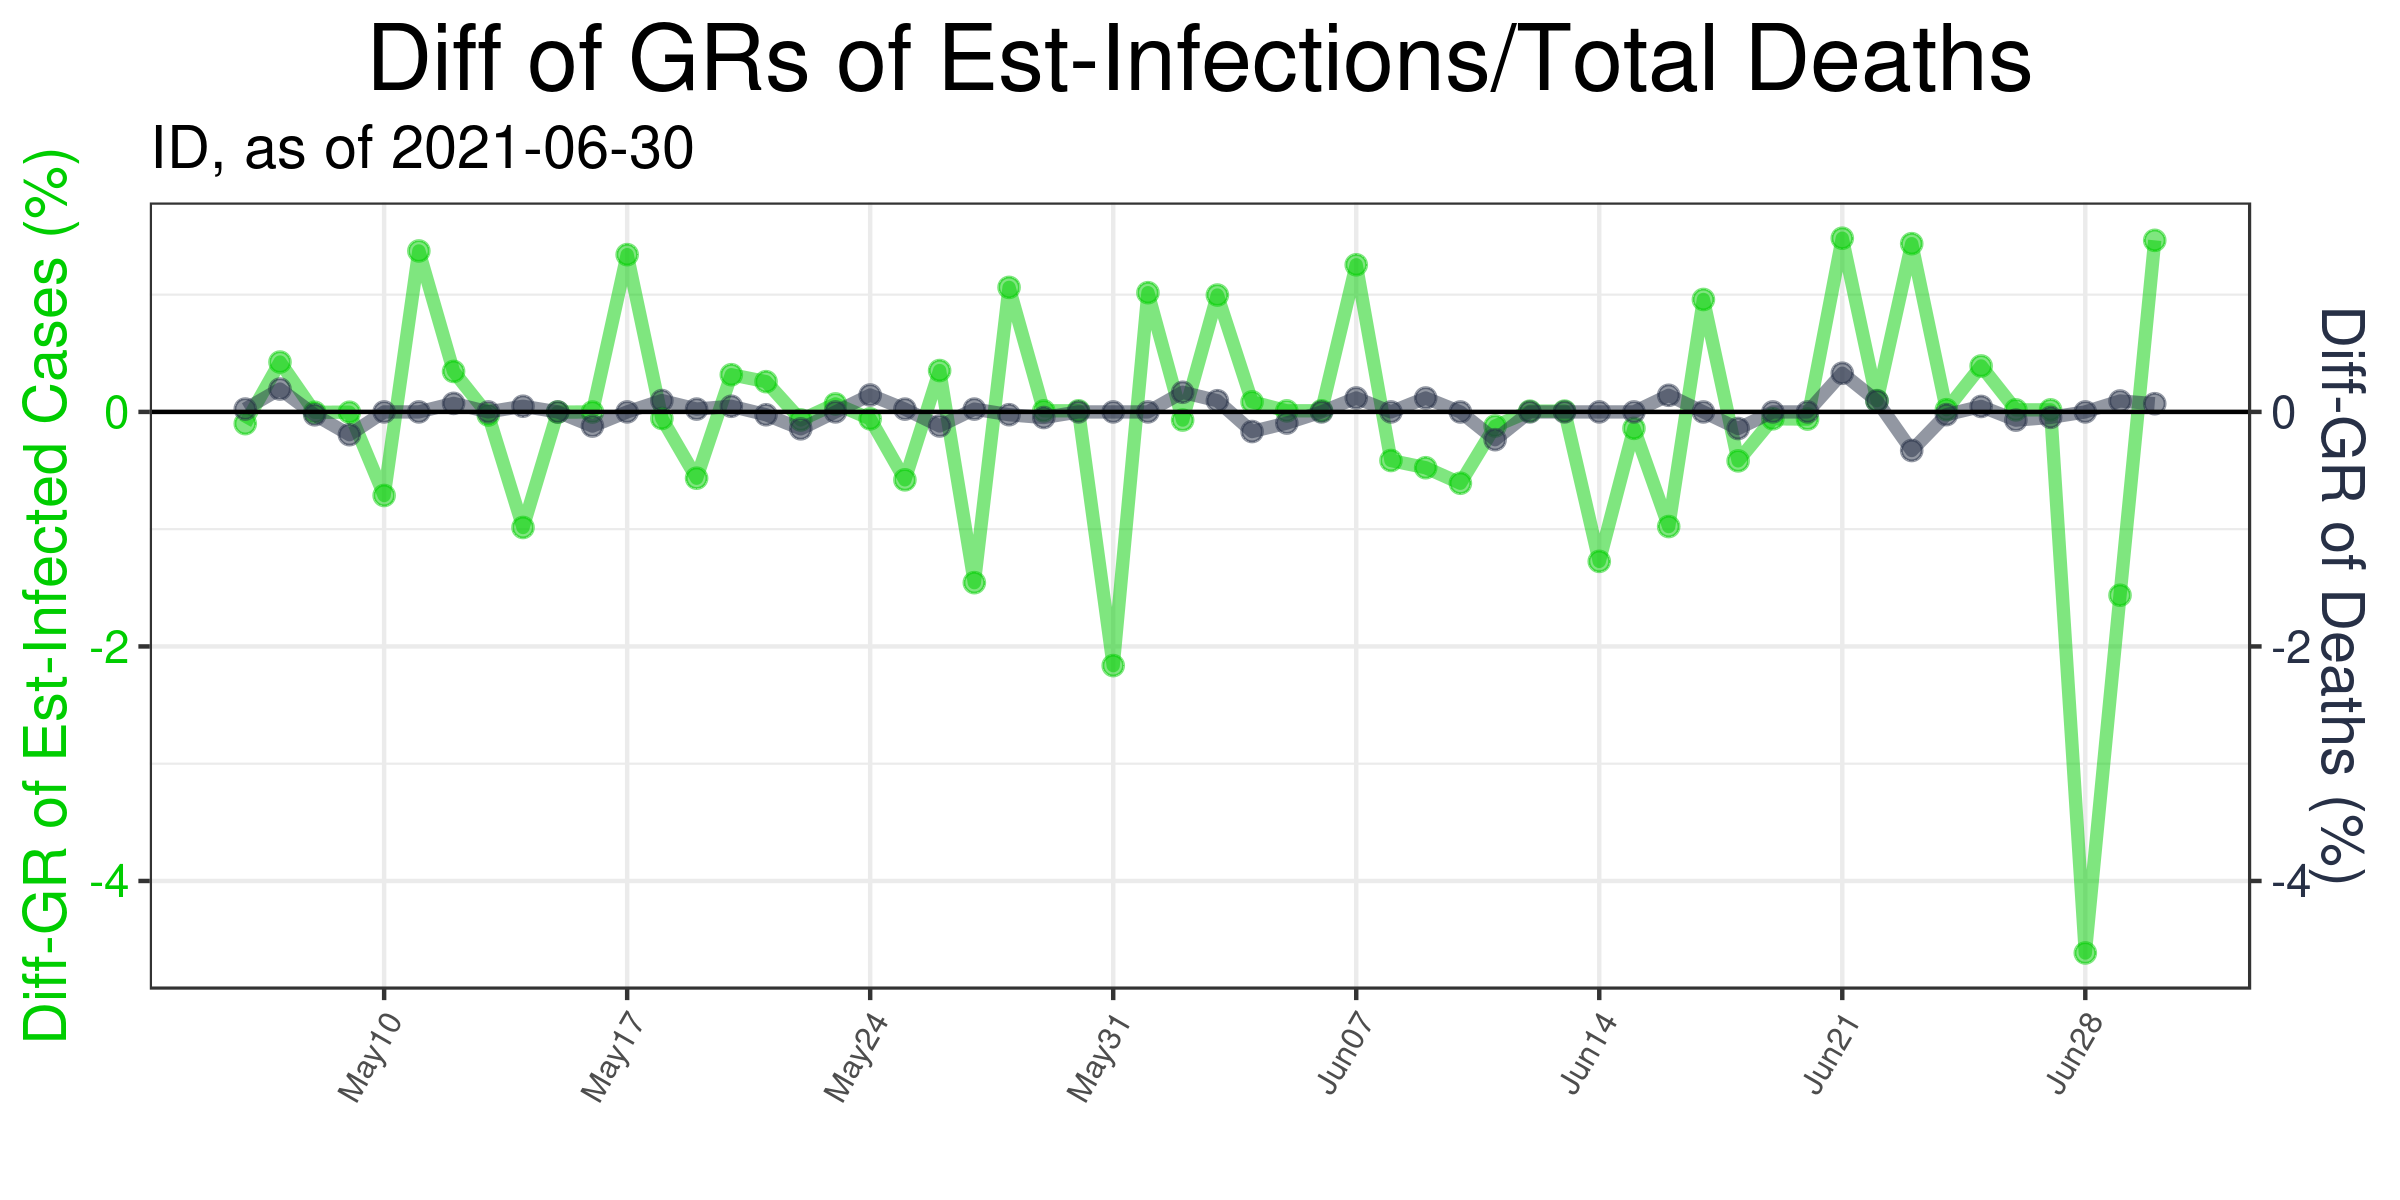 Diff of GRs of Est-Infections/Total Deaths
ID, as of 2021-06-30
Diff-GR of Est-Infected Cases (%)
0
-2
-4
0
-2
-4
Diff-GR of Deaths (%)
May10
May17
May24
May31
Jun07
Jun14
Jun21
Jun28